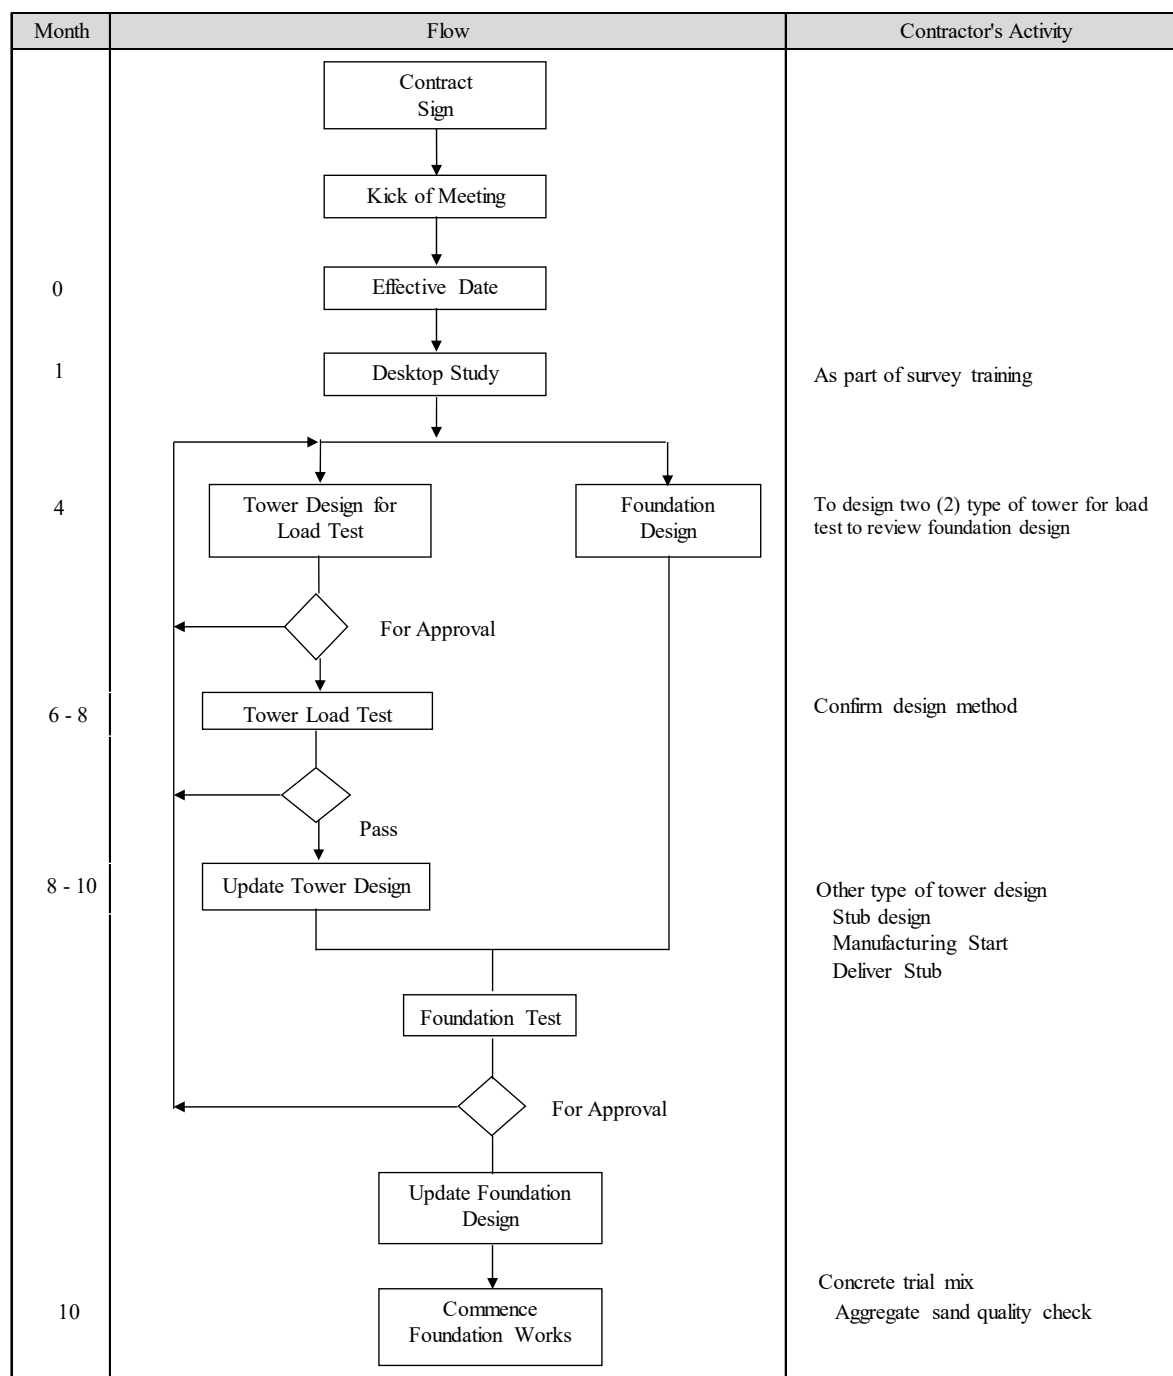 Month Flow Contractor's Activity
Contract
Sign
Kick of Meeting
0 Effective Date
1 Desktop Study As part of survey training
4 Tower Design for Foundation To design two (2) type of tower for load
Load Test Design test to review foundation design
For Approval
6 - 8 Tower Load Test Confirm design method
Pass
8 - 10 Update Tower Design Other type of tower design
Stub design
Manufacturing Start
Deliver Stub
Foundation Test
For Approval
Update Foundation
Design
Concrete trial mix
10 Commence Aggregate sand quality check
Foundation Works